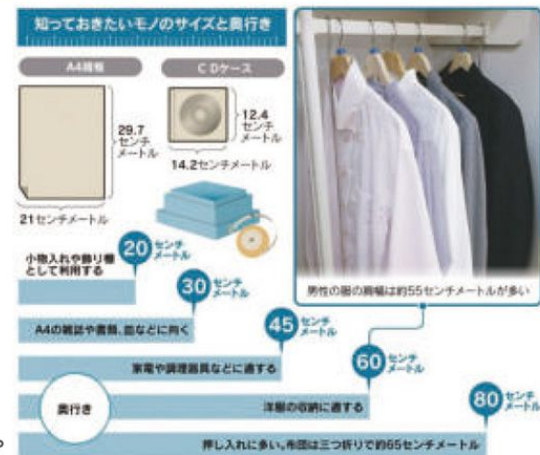 知っておきたいモノのサイズと奥行き
A4用紙
CDケース
29.7
センチ
メートル
12.4
センチ
メートル
14.2センチメートル
21センチメートル
小物入れや飾り棚
として利用する
20 センチ
メートル
30 センチ
メートル
男性の服の肩幅は約55センチメートルが多い
A4の雑誌や書類、皿などに向く
45 センチ
メートル
家電や調理器具などに適する
60 センチ
メートル
奥行き
洋服の収納に適する
80 センチ
メートル
押し入れに多い。布団は三つ折りで約65センチメートル
。